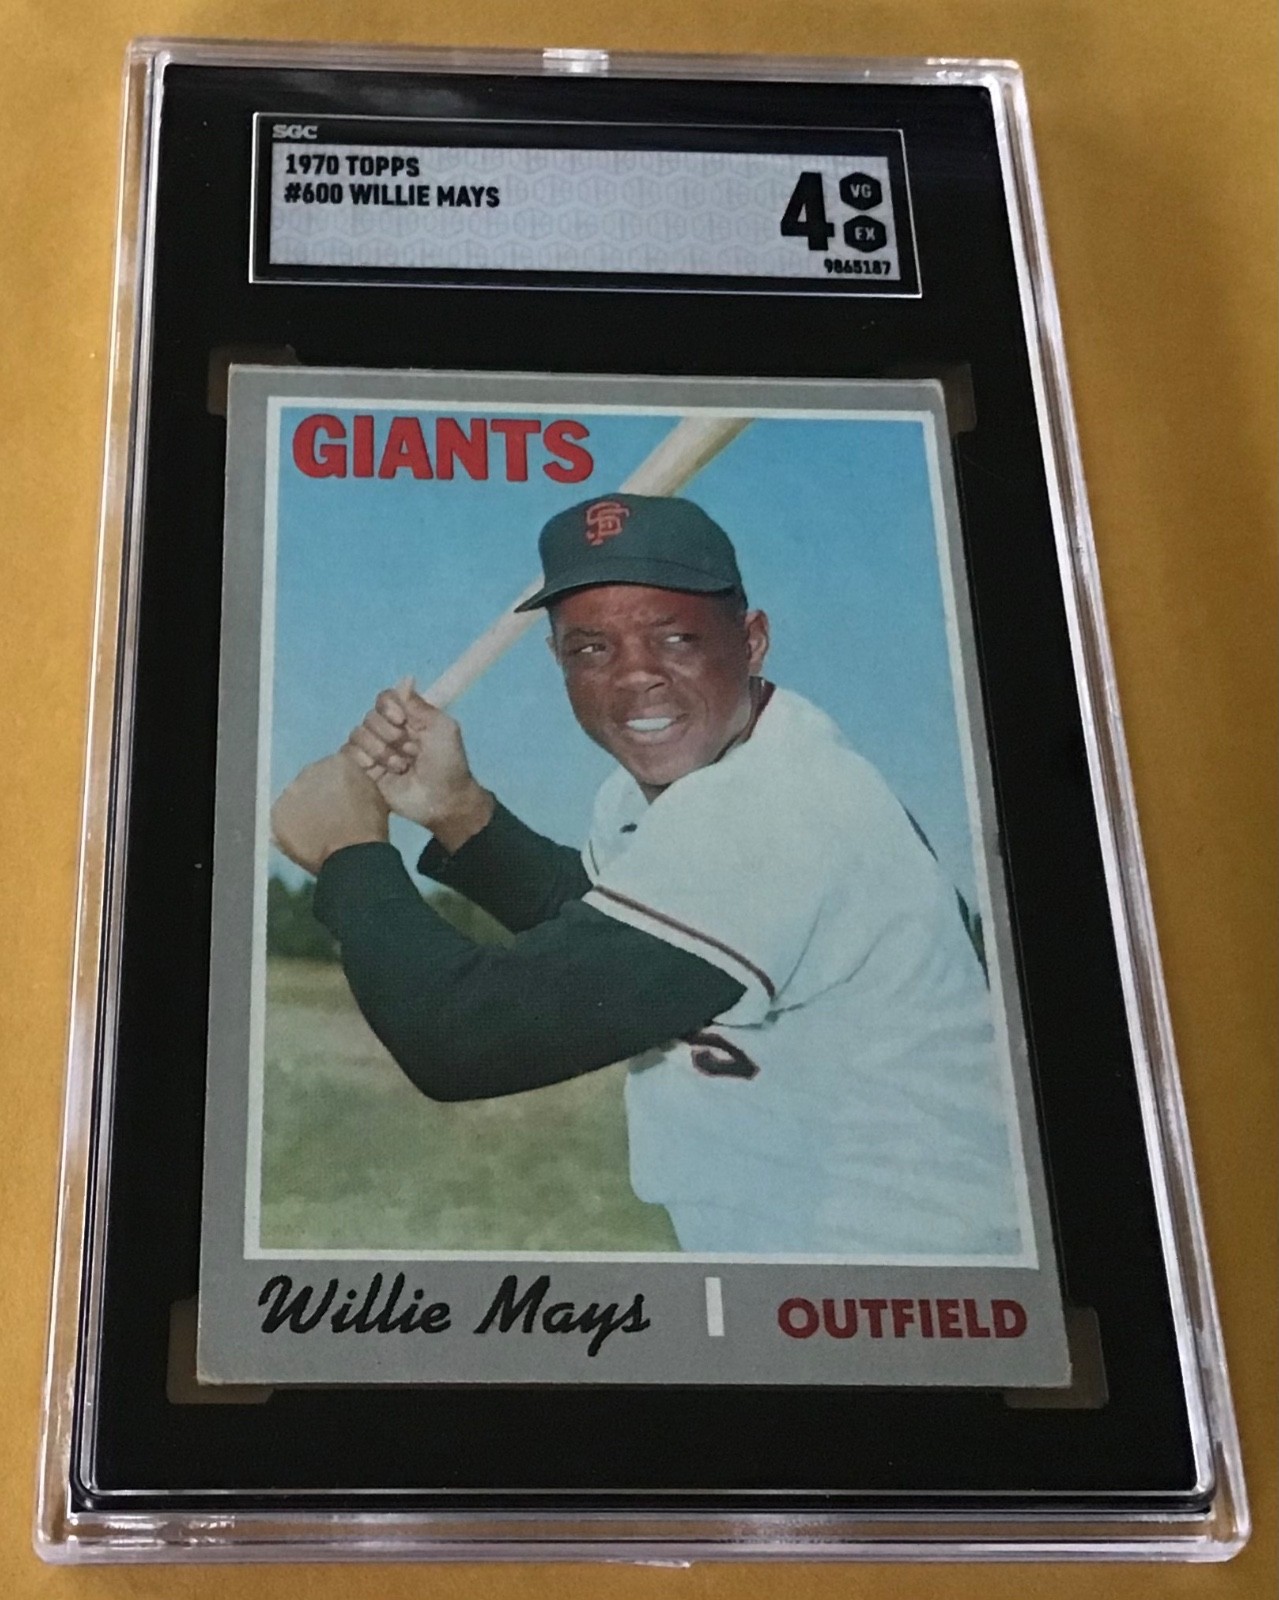 SGC
1970 TOPPS
#600 WILLIE MAYS
4
VG
EX
9865187
GIANTS
SF
Willie Mays
OUTFIELD